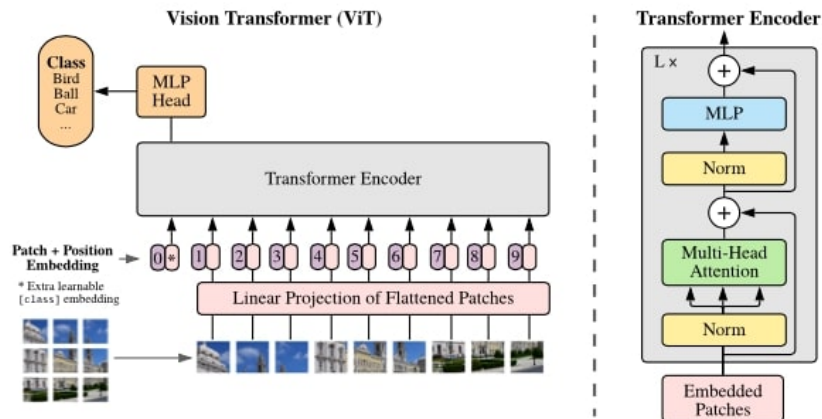 Vision Transformer (ViT)
Class
Bird
Ball
Car
...
MLP
Head
Transformer Encoder
Patch + Position
Embedding
0 * 1 2 3 4 5 6 7 8 9
* Extra learnable
[class] embedding
Linear Projection of Flattened Patches
Transformer Encoder
L ×
+
MLP
Norm
+
Multi-Head
Attention
Norm
Embedded
Patches